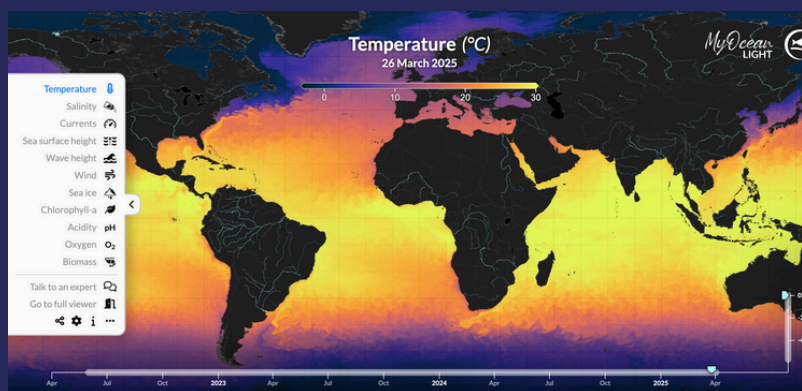 Temperature (°C)
26 March 2025
MyOcean
LIGHT
0 10 20 30
Temperature
Salinity
Currents
Sea surface height
Wave height
Wind
Sea ice
Chlorophyll-a
Acidity pH
Oxygen O₂
Biomass
Talk to an expert
Go to full viewer
Apr Jul Oct 2023 Apr Jul Oct 2024 Apr Jul Oct 2025 Apr